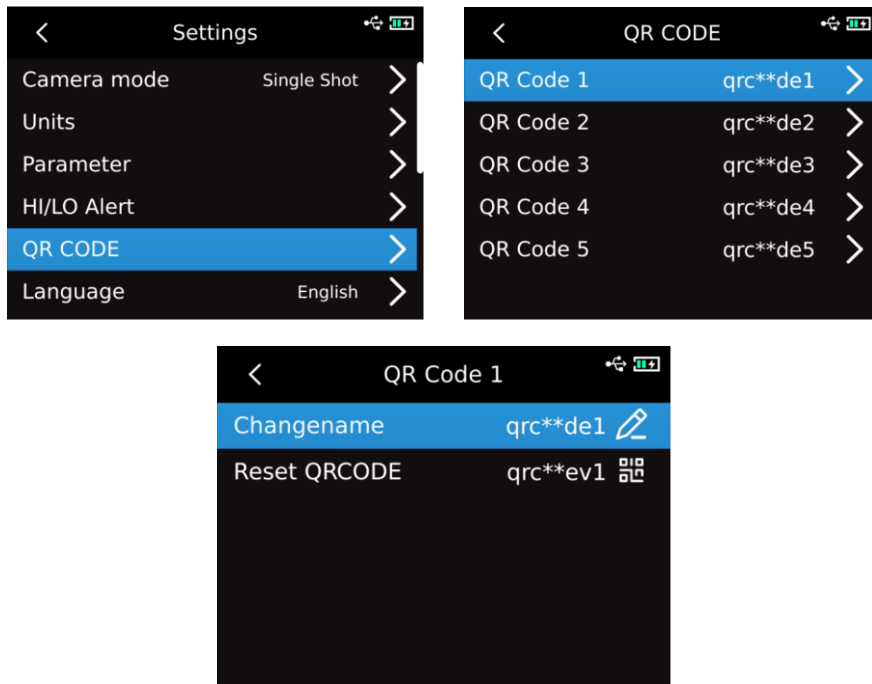 Settings
Camera mode Single Shot
Units
Parameter
HI/LO Alert
QR CODE
Language English
QR CODE
QR Code 1 qrc**de1
QR Code 2 qrc**de2
QR Code 3 qrc**de3
QR Code 4 qrc**de4
QR Code 5 qrc**de5
QR Code 1
Changename qrc**de1
Reset QRCODE qrc**ev1